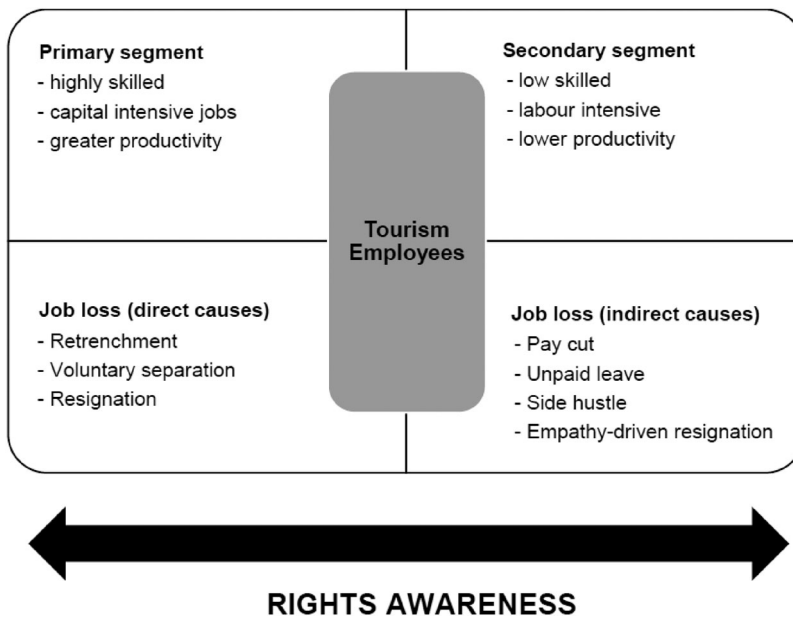 Primary segment
- highly skilled
- capital intensive jobs
- greater productivity
Secondary segment
- low skilled
- labour intensive
- lower productivity
Tourism
Employees
Job loss (direct causes)
- Retrenchment
- Voluntary separation
- Resignation
Job loss (indirect causes)
- Pay cut
- Unpaid leave
- Side hustle
- Empathy-driven resignation
RIGHTS AWARENESS